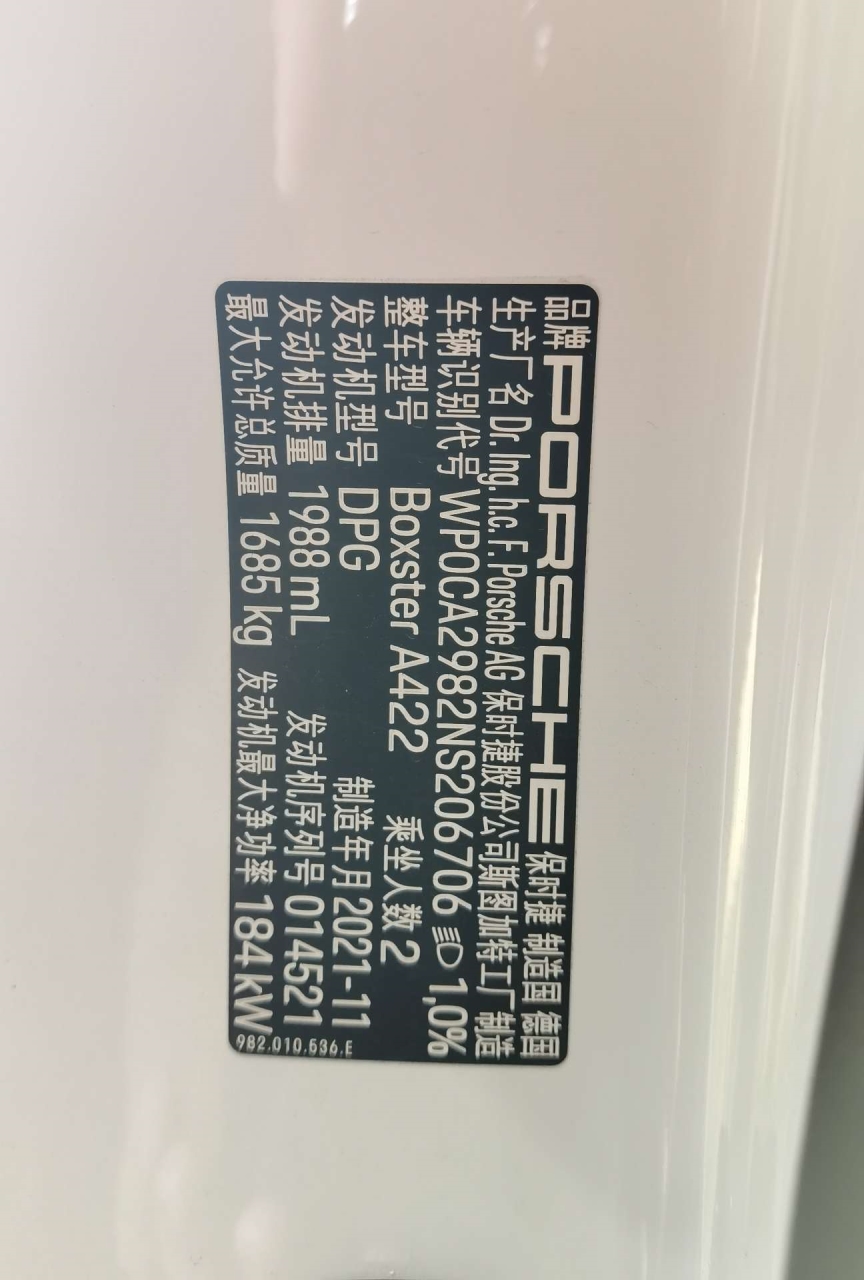 品牌 PORSCHE 保时捷 制造国 德国
生产厂名 Dr. Ing. h.c. F. Porsche AG 保时捷股份公司斯图加特工厂制造
车辆识别代号 WP0CA2982NS206706 1,0%
整车型号 Boxster A422 乘坐人数 2
发动机型号 DPG 制造年月 2021-11
发动机排量 1988 mL 发动机序列号 014521
最大允许总质量 1685 kg 发动机最大净功率 184 kW
982.010.536.E